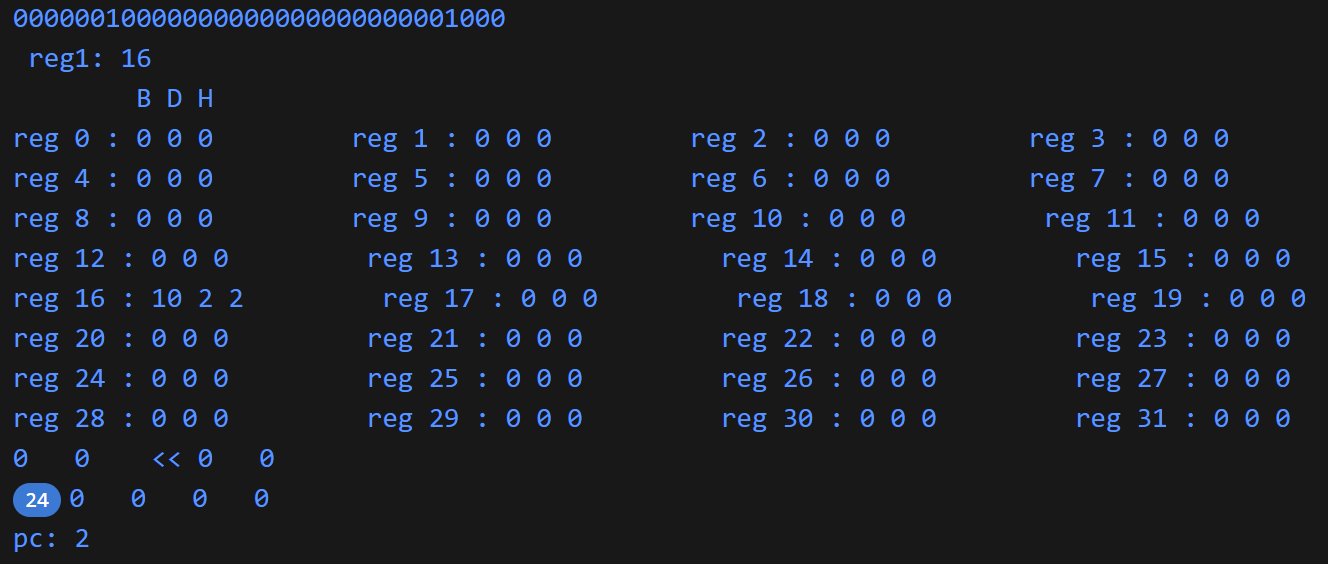 00000010000000000000000000001000
reg1: 16
B D H
reg 0 : 0 0 0 reg 1 : 0 0 0 reg 2 : 0 0 0 reg 3 : 0 0 0
reg 4 : 0 0 0 reg 5 : 0 0 0 reg 6 : 0 0 0 reg 7 : 0 0 0
reg 8 : 0 0 0 reg 9 : 0 0 0 reg 10 : 0 0 0 reg 11 : 0 0 0
reg 12 : 0 0 0 reg 13 : 0 0 0 reg 14 : 0 0 0 reg 15 : 0 0 0
reg 16 : 10 2 2 reg 17 : 0 0 0 reg 18 : 0 0 0 reg 19 : 0 0 0
reg 20 : 0 0 0 reg 21 : 0 0 0 reg 22 : 0 0 0 reg 23 : 0 0 0
reg 24 : 0 0 0 reg 25 : 0 0 0 reg 26 : 0 0 0 reg 27 : 0 0 0
reg 28 : 0 0 0 reg 29 : 0 0 0 reg 30 : 0 0 0 reg 31 : 0 0 0
0 0 << 0 0
24 0 0 0 0
pc: 2